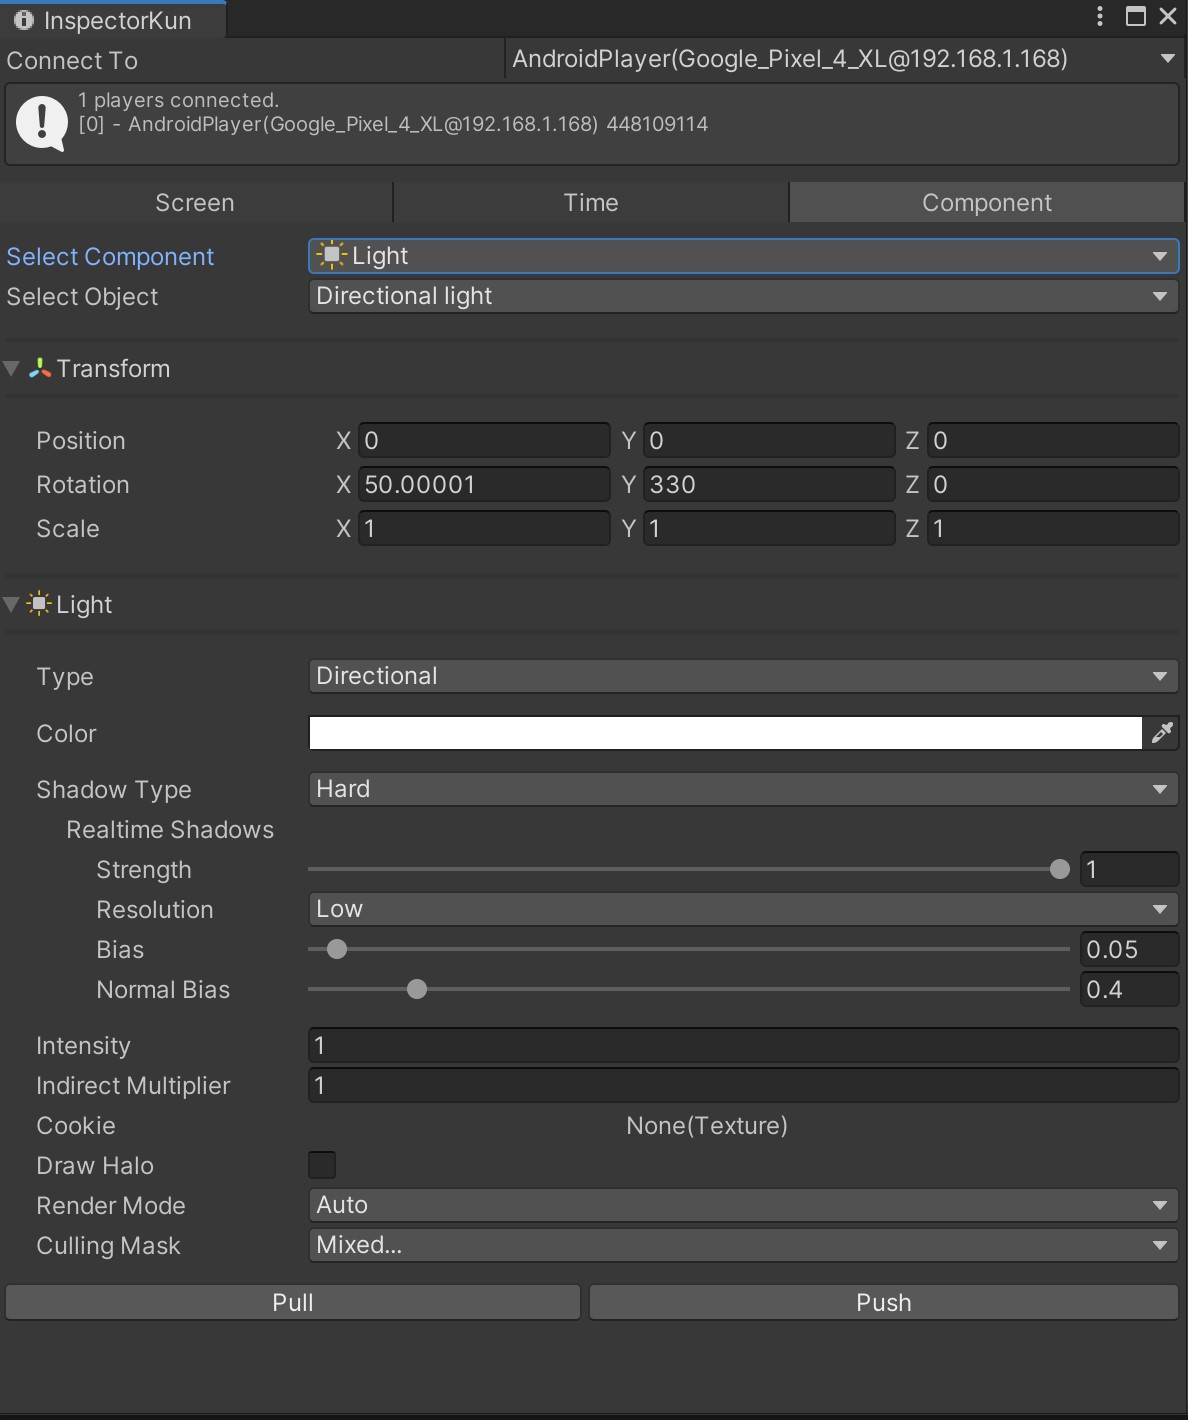 InspectorKun
Connect To AndroidPlayer(Google_Pixel_4_XL@192.168.1.168)
1 players connected.
[0] - AndroidPlayer(Google_Pixel_4_XL@192.168.1.168) 448109114
Screen Time Component
Select Component Light
Select Object Directional light
Transform
Position X 0 Y 0 Z 0
Rotation X 50.00001 Y 330 Z 0
Scale X 1 Y 1 Z 1
Light
Type Directional
Color
Shadow Type Hard
Realtime Shadows
Strength 1
Resolution Low
Bias 0.05
Normal Bias 0.4
Intensity 1
Indirect Multiplier 1
Cookie None(Texture)
Draw Halo
Render Mode Auto
Culling Mask Mixed...
Pull Push